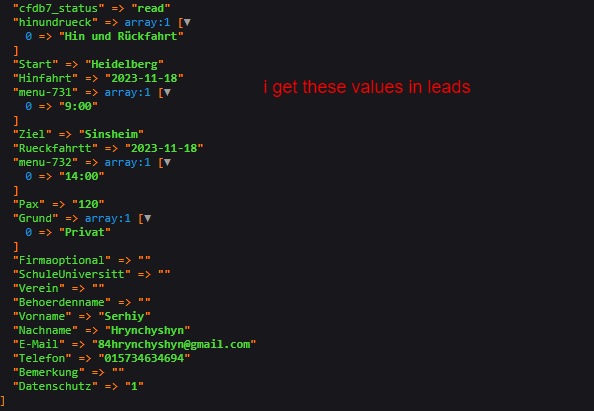 "cfdb7_status" => "read"
"hinundrueck" => array:1 [▼
0 => "Hin und Rückfahrt"
]
"Start" => "Heidelberg"
"Hinfahrt" => "2023-11-18"
i get these values in leads
"menu-731" => array:1 [▼
0 => "9:00"
]
"Ziel" => "Sinsheim"
"Rueckfahrtt" => "2023-11-18"
"menu-732" => array:1 [▼
0 => "14:00"
]
"Pax" => "120"
"Grund" => array:1 [▼
0 => "Privat"
]
"Firmaoptional" => ""
"SchuleUniversitt" => ""
"Verein" => ""
"Behoerdenname" => ""
"Vorname" => "Serhiy"
"Nachname" => "Hrynchyshyn"
"E-Mail" => "84hrynchyshyn@gmail.com"
"Telefon" => "015734634694"
"Bemerkung" => ""
"Datenschutz" => "1"
]